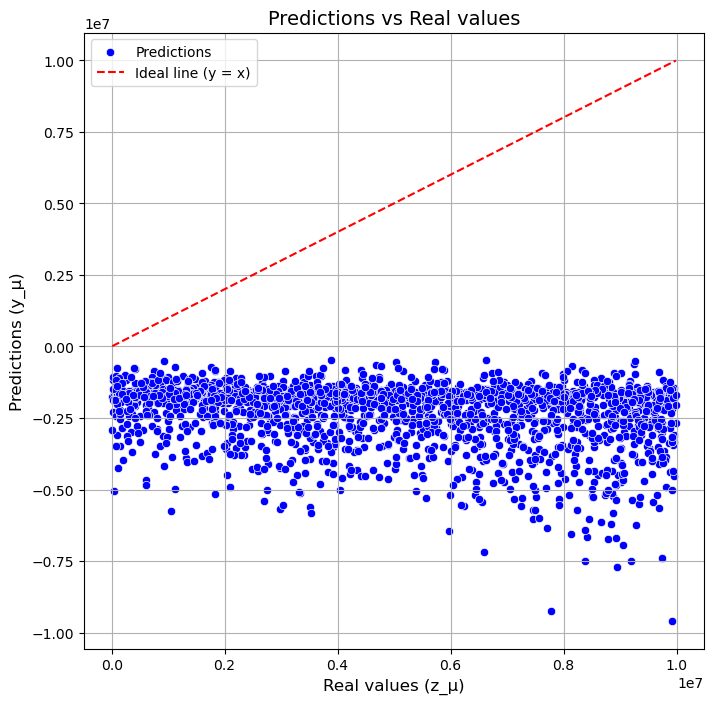 Predictions vs Real values
1e7
Predictions
Ideal line (y = x)
1.00
0.75
0.50
0.25
0.00
−0.25
−0.50
−0.75
−1.00
Predictions (y_μ)
0.0 0.2 0.4 0.6 0.8 1.0
1e7
Real values (z_μ)